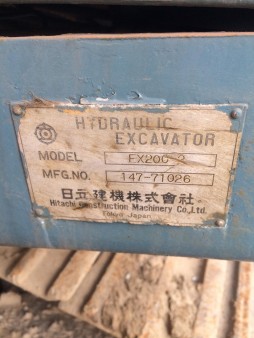 HYDRAULIC
EXCAVATOR
MODEL EX200-2
MFG.NO. 147-71026
日立建機株式會社
Hitachi Construction Machinery Co.,Ltd.
Tokyo Japan